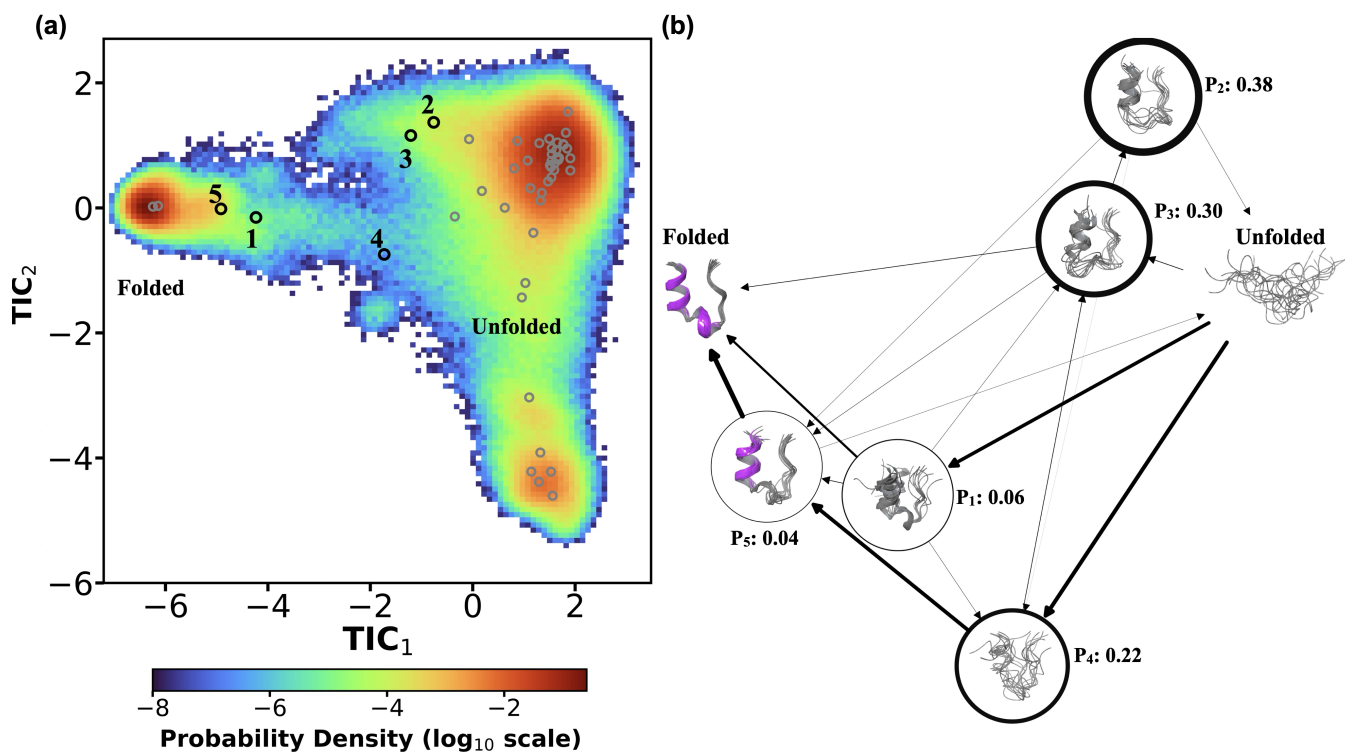 (a)
TIC2
2
0
−2
−4
−6
2
3
5
1
4
Folded
Unfolded
−6
−4
−2
0
2
TIC1
−8
−6
−4
−2
Probability Density (log10 scale)
(b)
P2: 0.38
P3: 0.30
Folded
Unfolded
P1: 0.06
P5: 0.04
P4: 0.22